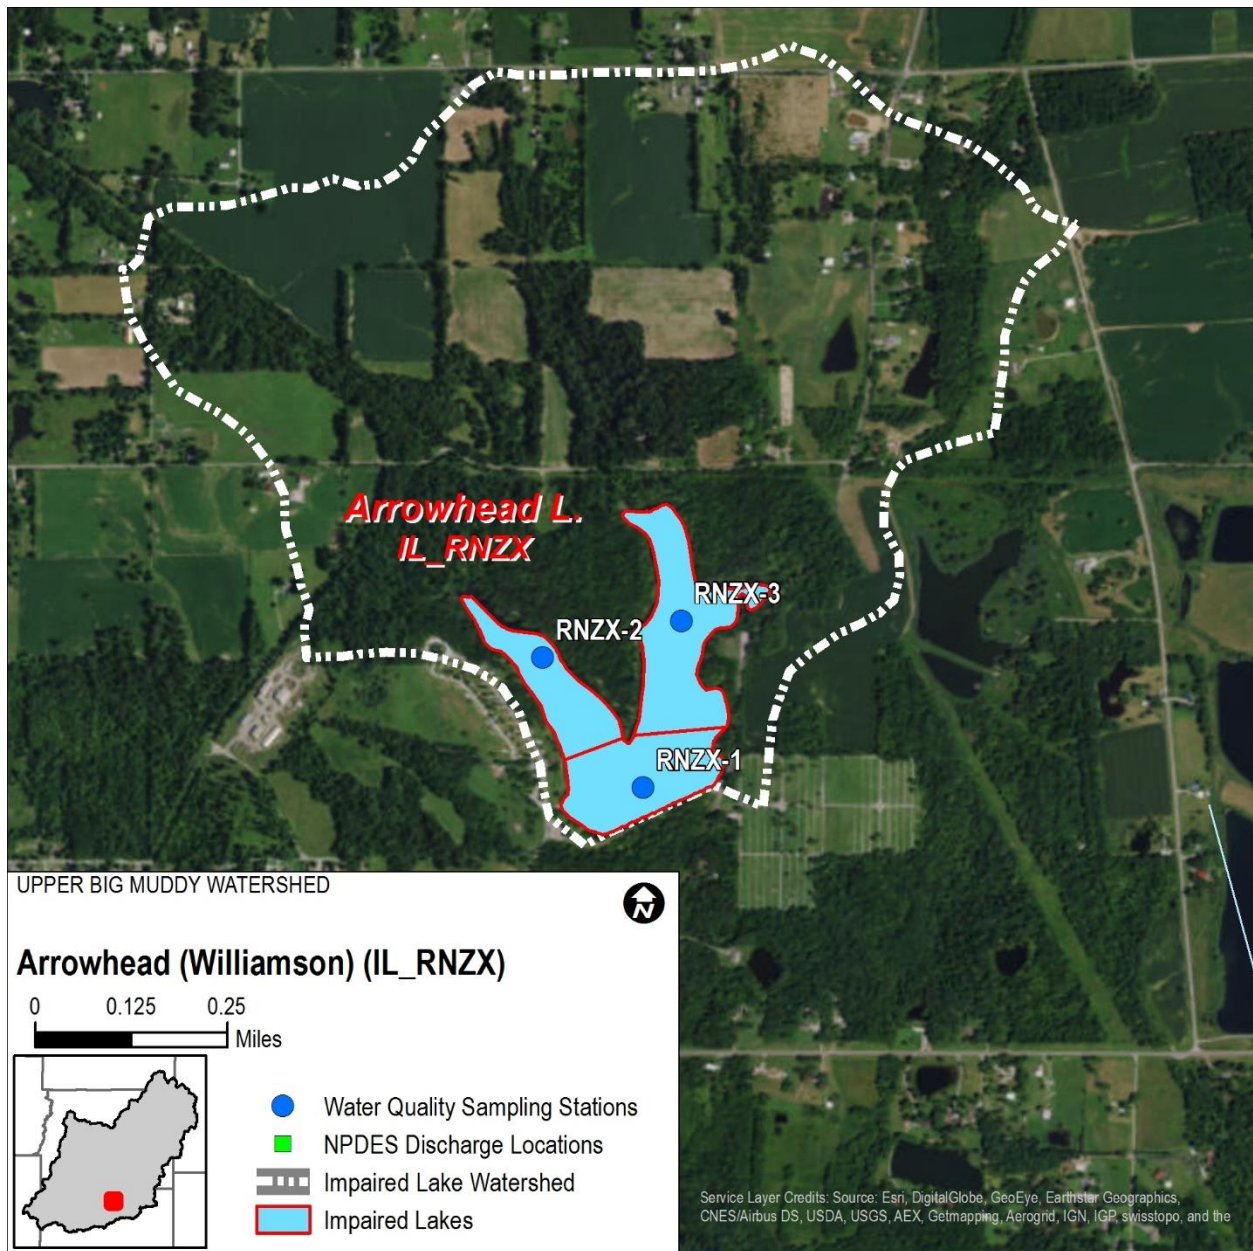 Arrowhead L.
IL_RNZX
RNZX-3
RNZX-2
RNZX-1
UPPER BIG MUDDY WATERSHED
N
Arrowhead (Williamson) (IL_RNZX)
0 0.125 0.25
Miles
Water Quality Sampling Stations
NPDES Discharge Locations
Impaired Lake Watershed
Impaired Lakes
Service Layer Credits: Source: Esri, DigitalGlobe, GeoEye, Earthstar Geographics,
CNES/Airbus DS, USDA, USGS, AEX, Getmapping, Aerogrid, IGN, IGP, swisstopo, and the